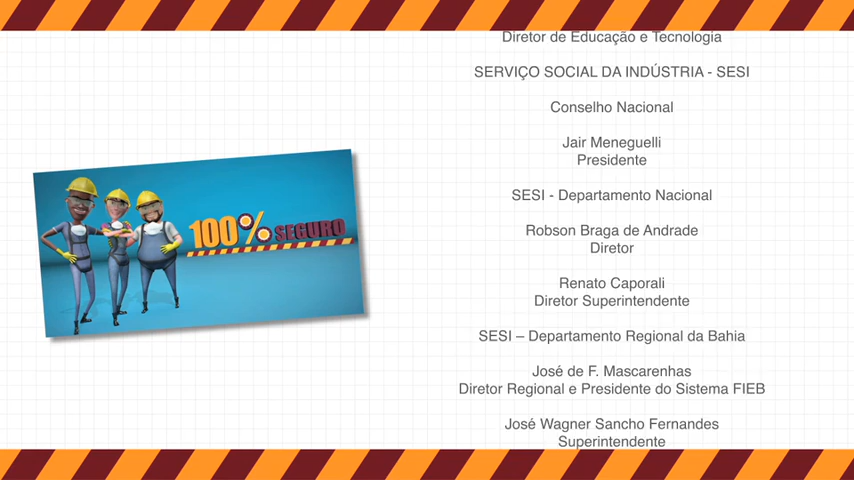 100% SEGURO
Diretor de Educação e Tecnologia
SERVIÇO SOCIAL DA INDÚSTRIA - SESI
Conselho Nacional
Jair Meneguelli
Presidente
SESI - Departamento Nacional
Robson Braga de Andrade
Diretor
Renato Caporali
Diretor Superintendente
SESI – Departamento Regional da Bahia
José de F. Mascarenhas
Diretor Regional e Presidente do Sistema FIEB
José Wagner Sancho Fernandes
Superintendente